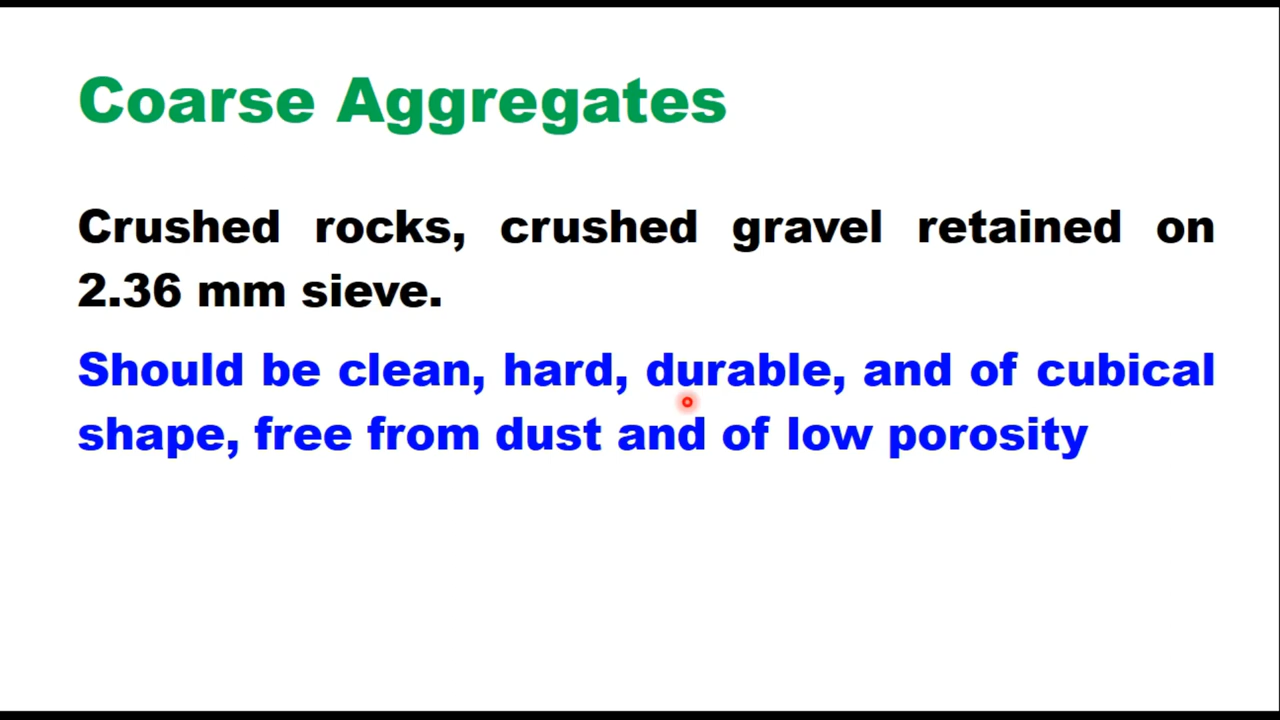 Coarse Aggregates
Crushed rocks, crushed gravel retained on
2.36 mm sieve.
Should be clean, hard, durable, and of cubical
shape, free from dust and of low porosity